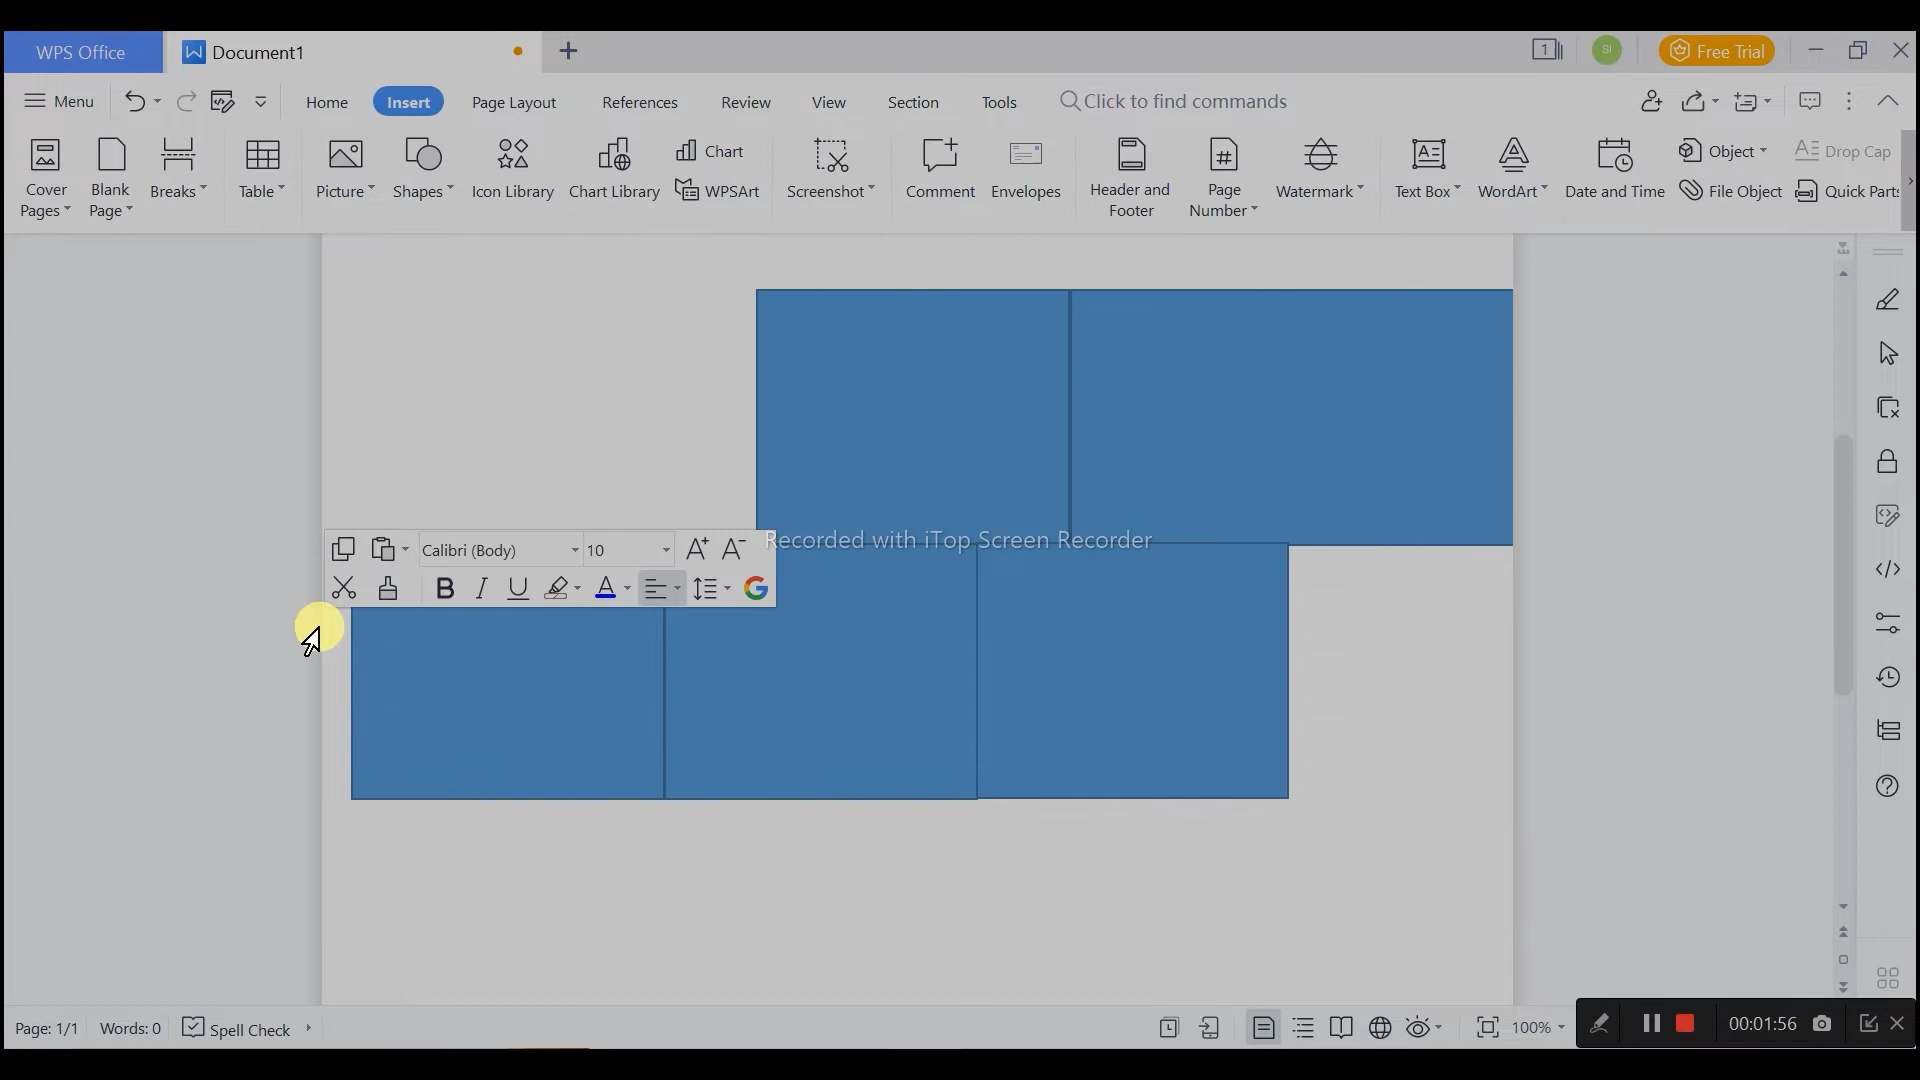 WPS Office
Document1
1
SI
Free Trial
Menu
Home
Insert
Page Layout
References
Review
View
Section
Tools
Click to find commands
Cover Pages
Blank Page
Breaks
Table
Picture
Shapes
Icon Library
Chart Library
Chart
WPSArt
Screenshot
Comment
Envelopes
Header and Footer
Page Number
Watermark
Text Box
WordArt
Date and Time
Object
File Object
Drop Cap
Quick Parts
Recorded with iTop Screen Recorder
Calibri (Body)
10
A+ A-
B I U A
Page: 1/1
Words: 0
Spell Check
100%
00:01:56